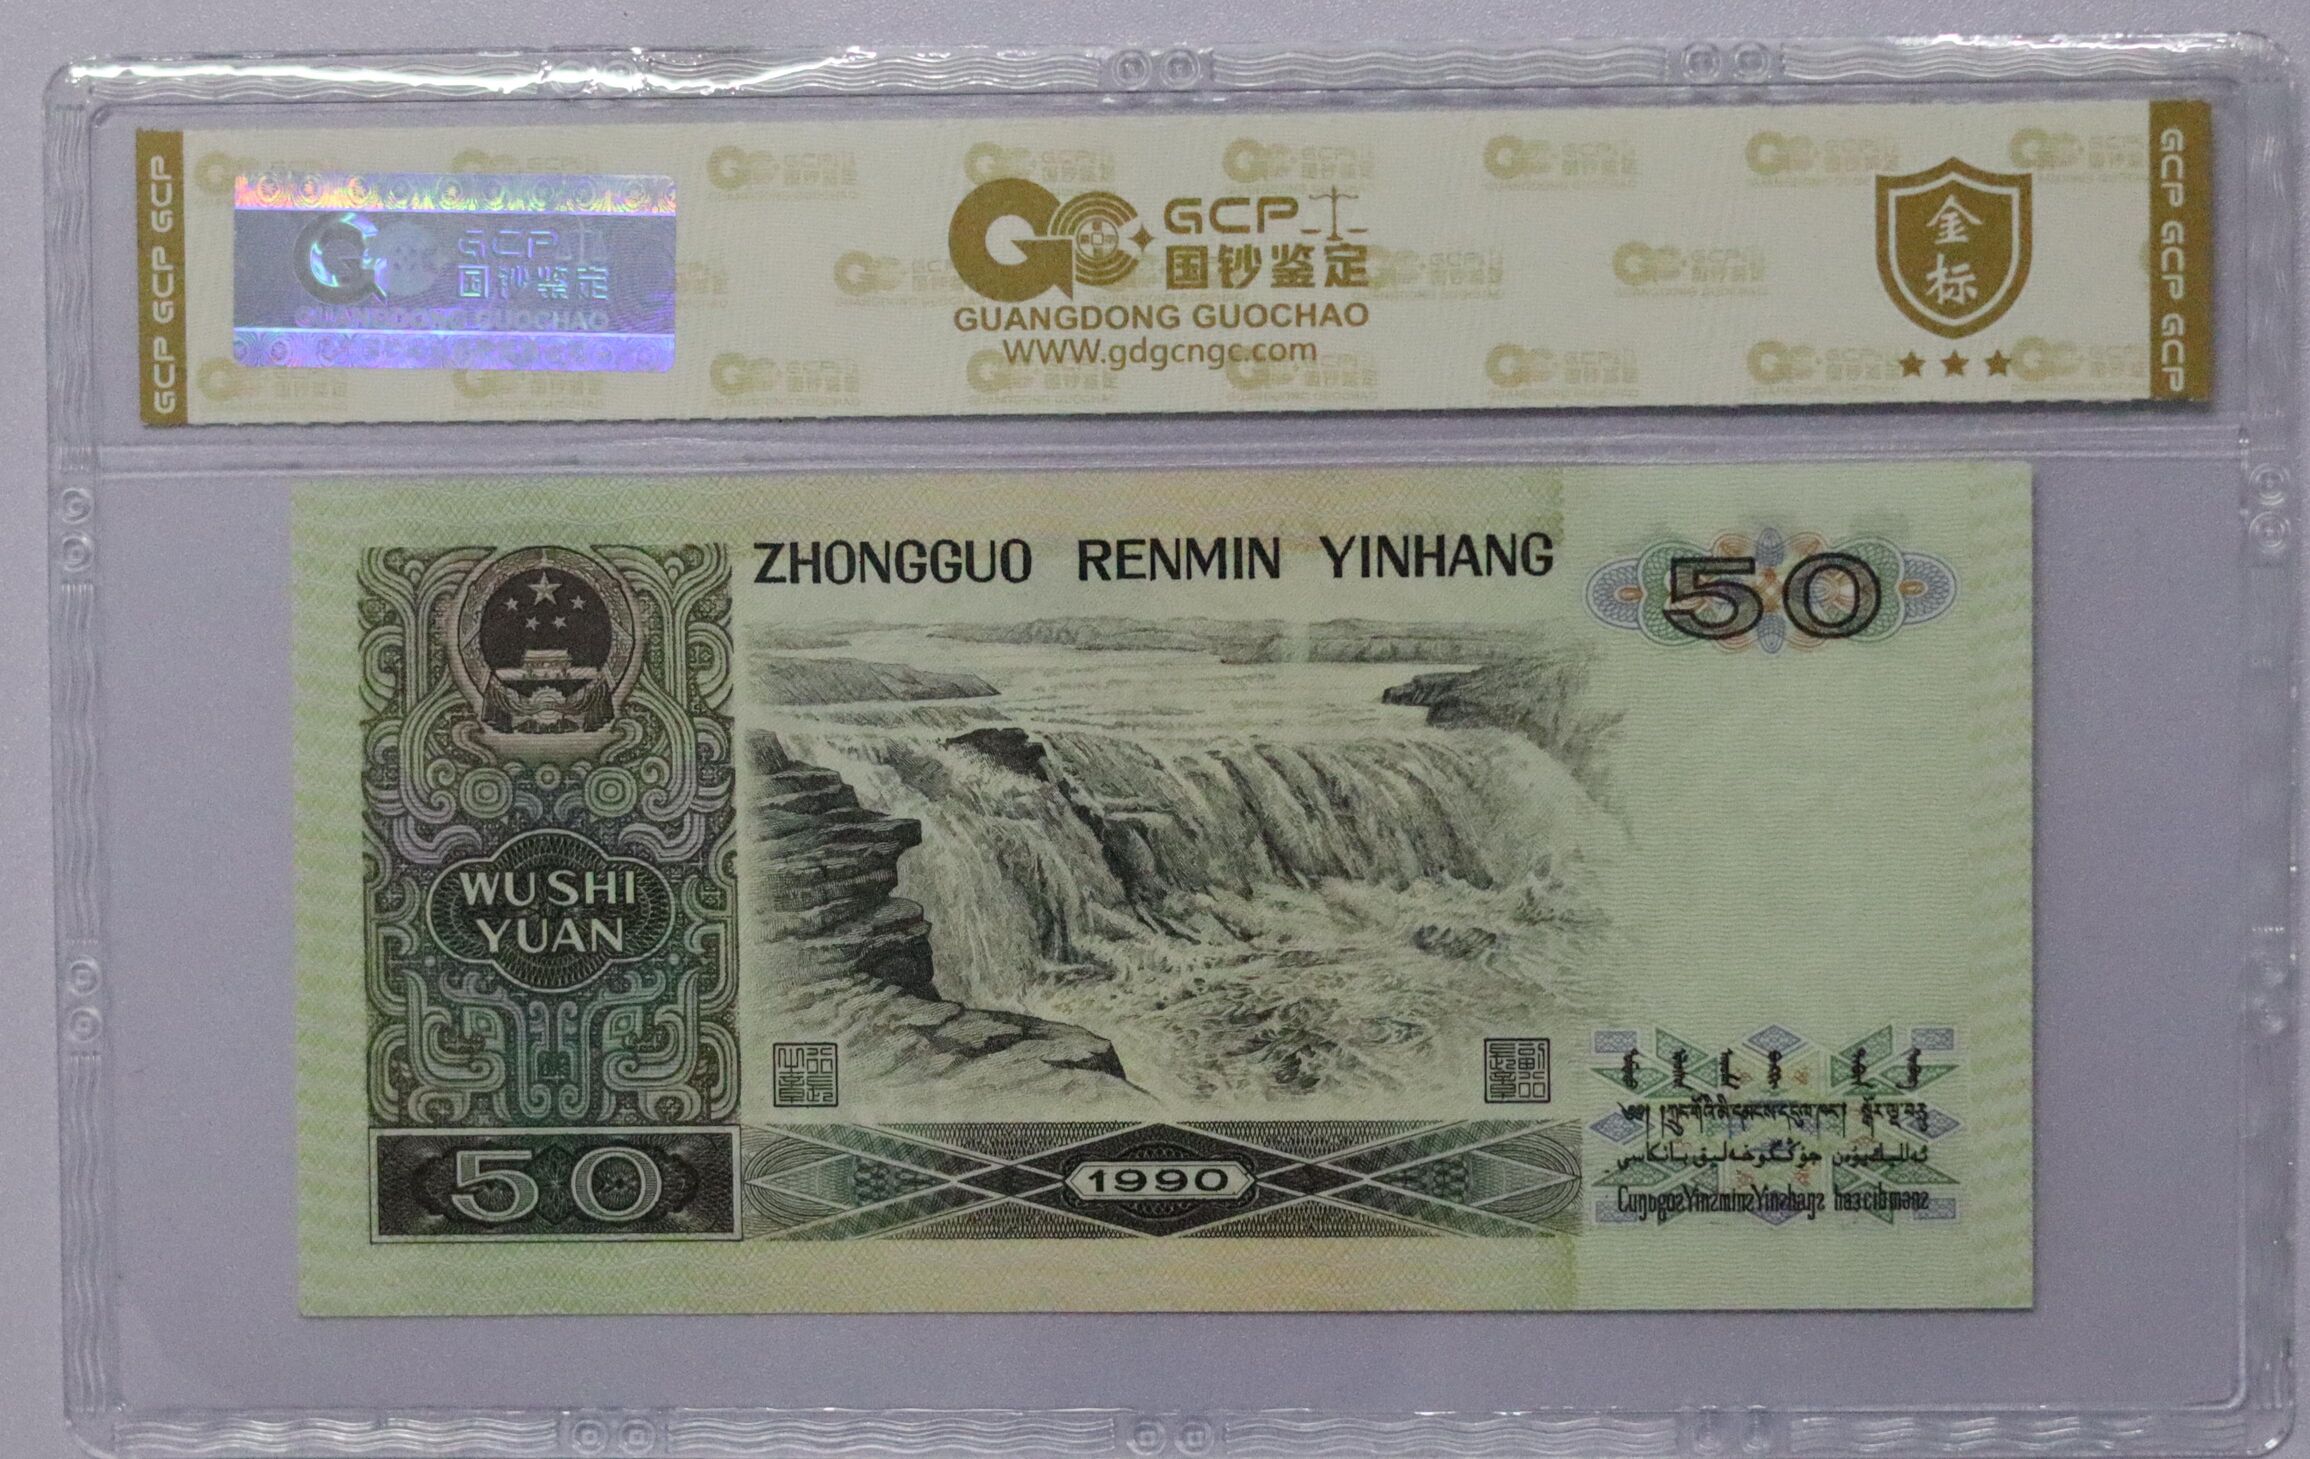 GCP GCP GCP
GCP
国钞鉴定
GUANGDONG GUOCHAO
GCP
国钞鉴定
GUANGDONG GUOCHAO
WWW.gdgcngc.com
金标
GCP GCP GCP
ZHONGGUO RENMIN YINHANG
50
WU SHI
YUAN
50
1990